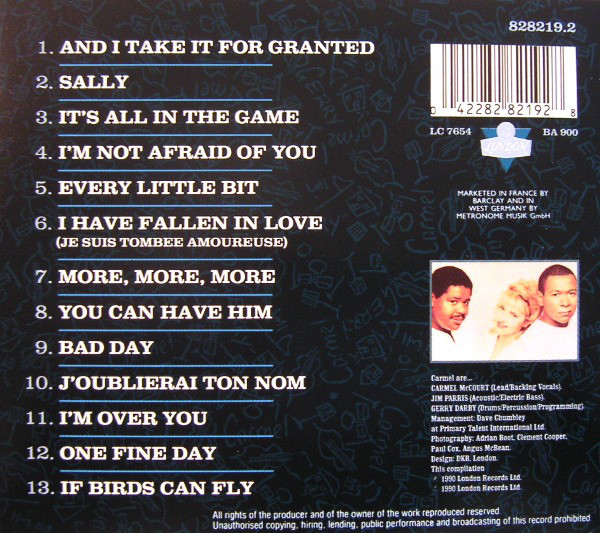 828219.2
1. AND I TAKE IT FOR GRANTED
2. SALLY
3. IT'S ALL IN THE GAME
4. I'M NOT AFRAID OF YOU
5. EVERY LITTLE BIT
6. I HAVE FALLEN IN LOVE
(JE SUIS TOMBEE AMOUREUSE)
7. MORE, MORE, MORE
8. YOU CAN HAVE HIM
9. BAD DAY
10. J'OUBLIERAI TON NOM
11. I'M OVER YOU
12. ONE FINE DAY
13. IF BIRDS CAN FLY
0 42282 82192 8
LC 7654
LONDON
BA 900
MARKETED IN FRANCE BY
BARCLAY AND IN
WEST GERMANY BY
METRONOME MUSIK GmbH
Carmel are...
CARMEL McCOURT (Lead/Backing Vocals).
JIM PARRIS (Acoustic/Electric Bass).
GERRY DARBY (Drums/Percussion/Programming)
Management: Dave Chumbley
at Primary Talent International Ltd
Photography: Adrian Boot, Clement Cooper,
Paul Cox, Angus McBean.
Design: DKB, London.
This compilation
℗ 1990 London Records Ltd.
© 1990 London Records Ltd.
All rights of the producer and of the owner of the work reproduced reserved
Unauthorised copying, hiring, lending, public performance and broadcasting of this record prohibited